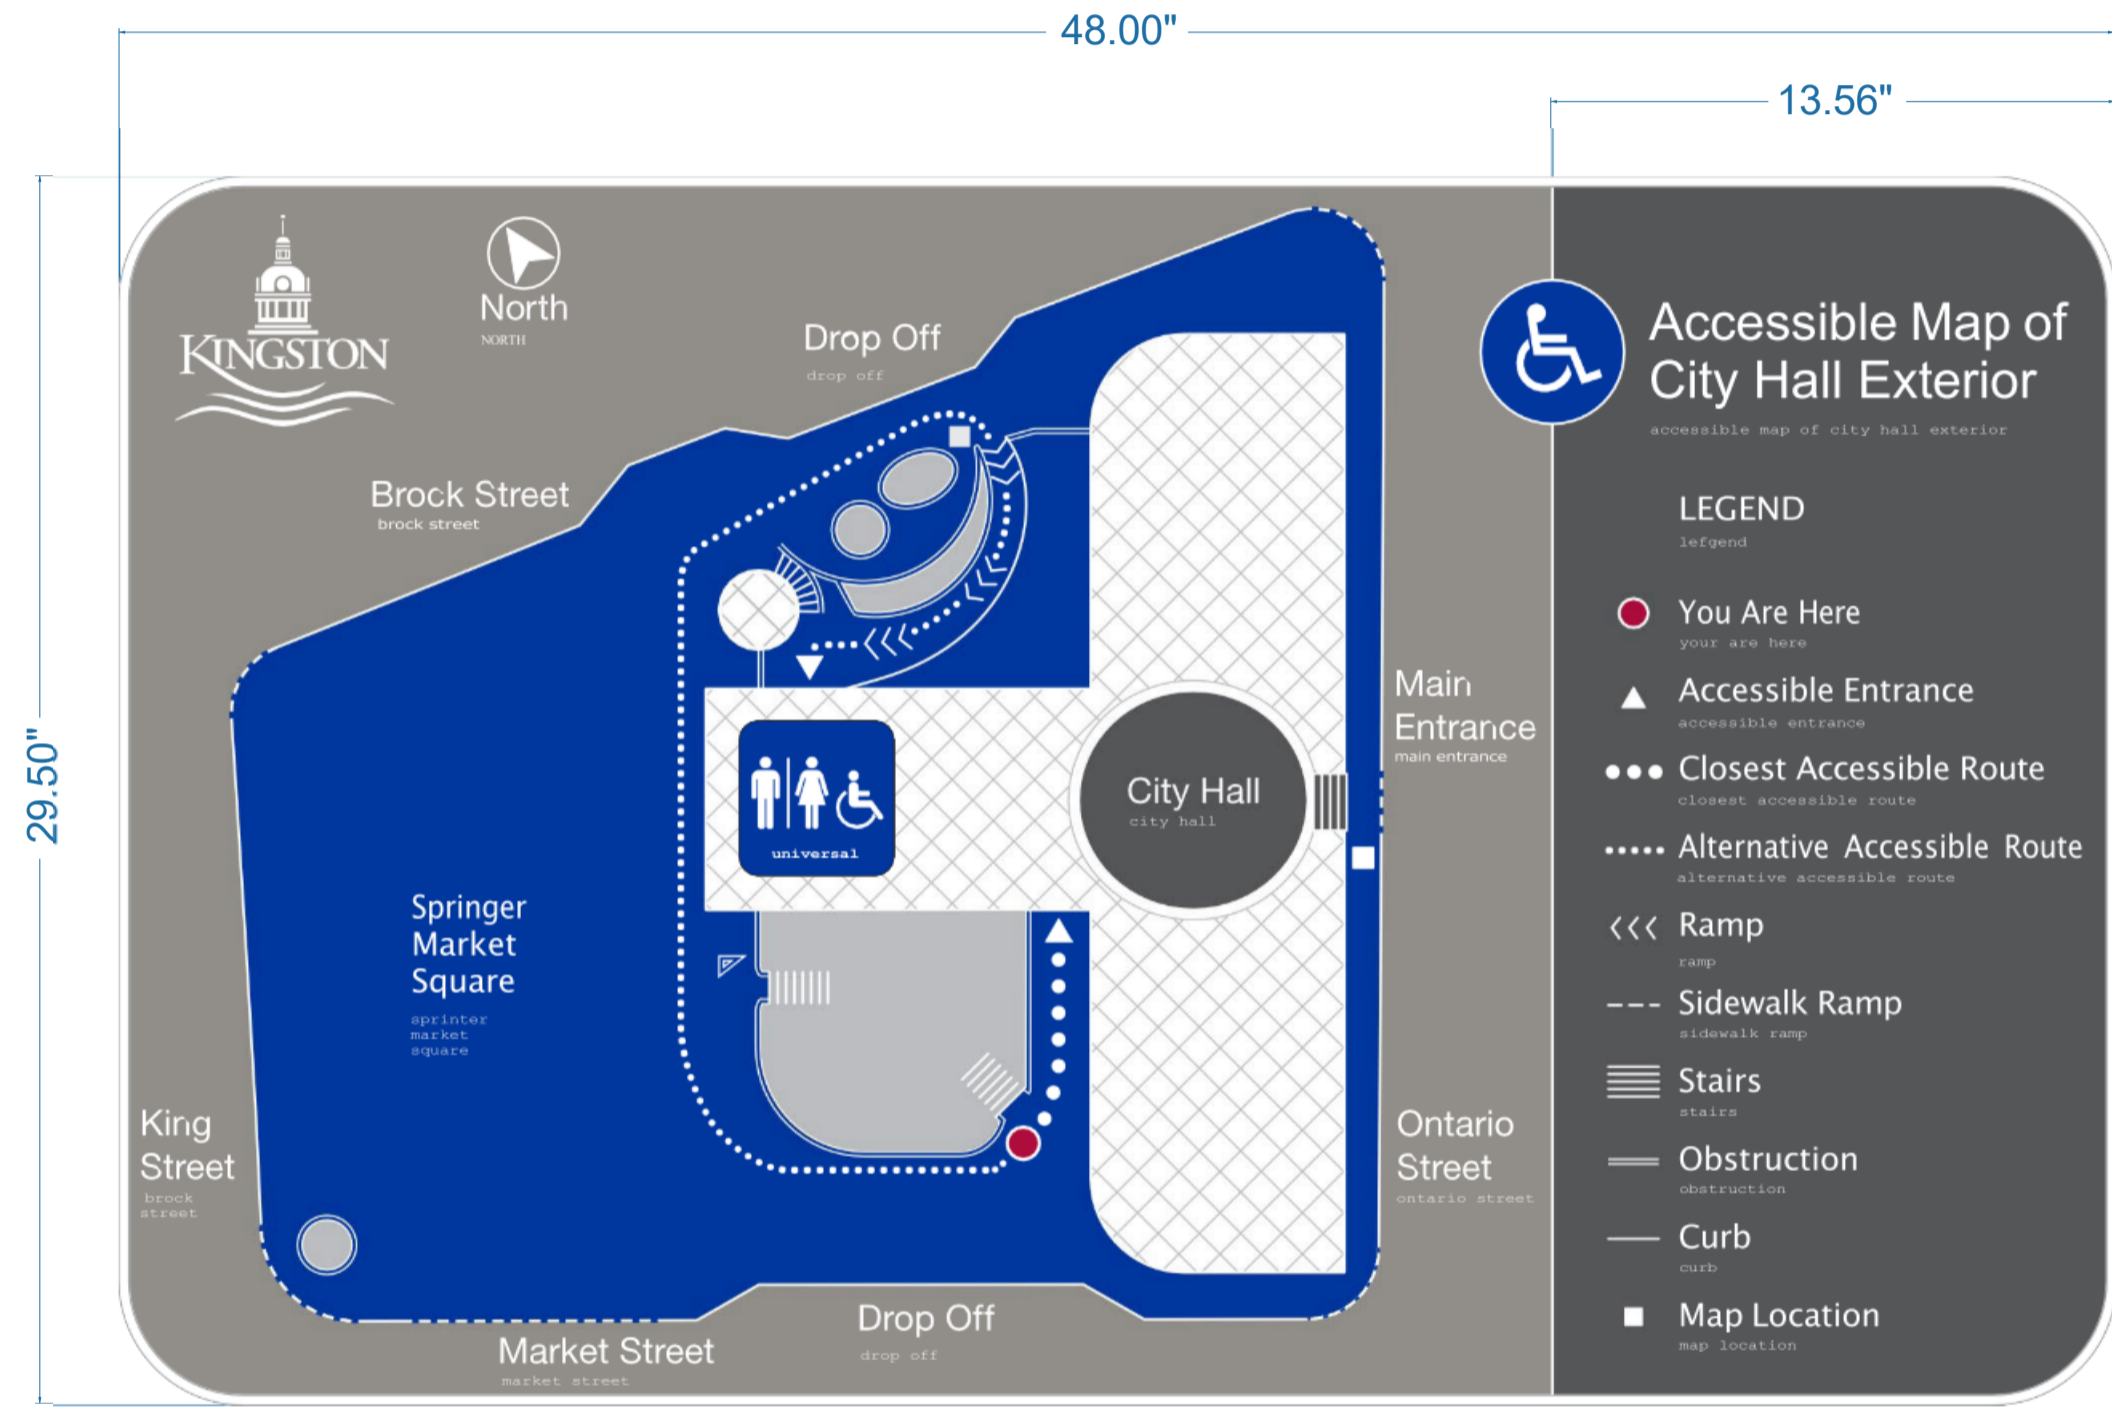 48.00"
13.56"
29.50"
KINGSTON
North
NORTH
Drop Off
drop off
Brock Street
brock street
Main
Entrance
main entrance
City Hall
city hall
universal
Springer
Market
Square
sprinter
market
square
King
Street
brock
street
Ontario
Street
ontario street
Drop Off
drop off
Market Street
market street
Accessible Map of
City Hall Exterior
accessible map of city hall exterior
LEGEND
lefgend
You Are Here
your are here
Accessible Entrance
accessible entrance
Closest Accessible Route
closest accessible route
Alternative Accessible Route
alternative accessible route
Ramp
ramp
Sidewalk Ramp
sidewalk ramp
Stairs
stairs
Obstruction
obstruction
Curb
curb
Map Location
map location